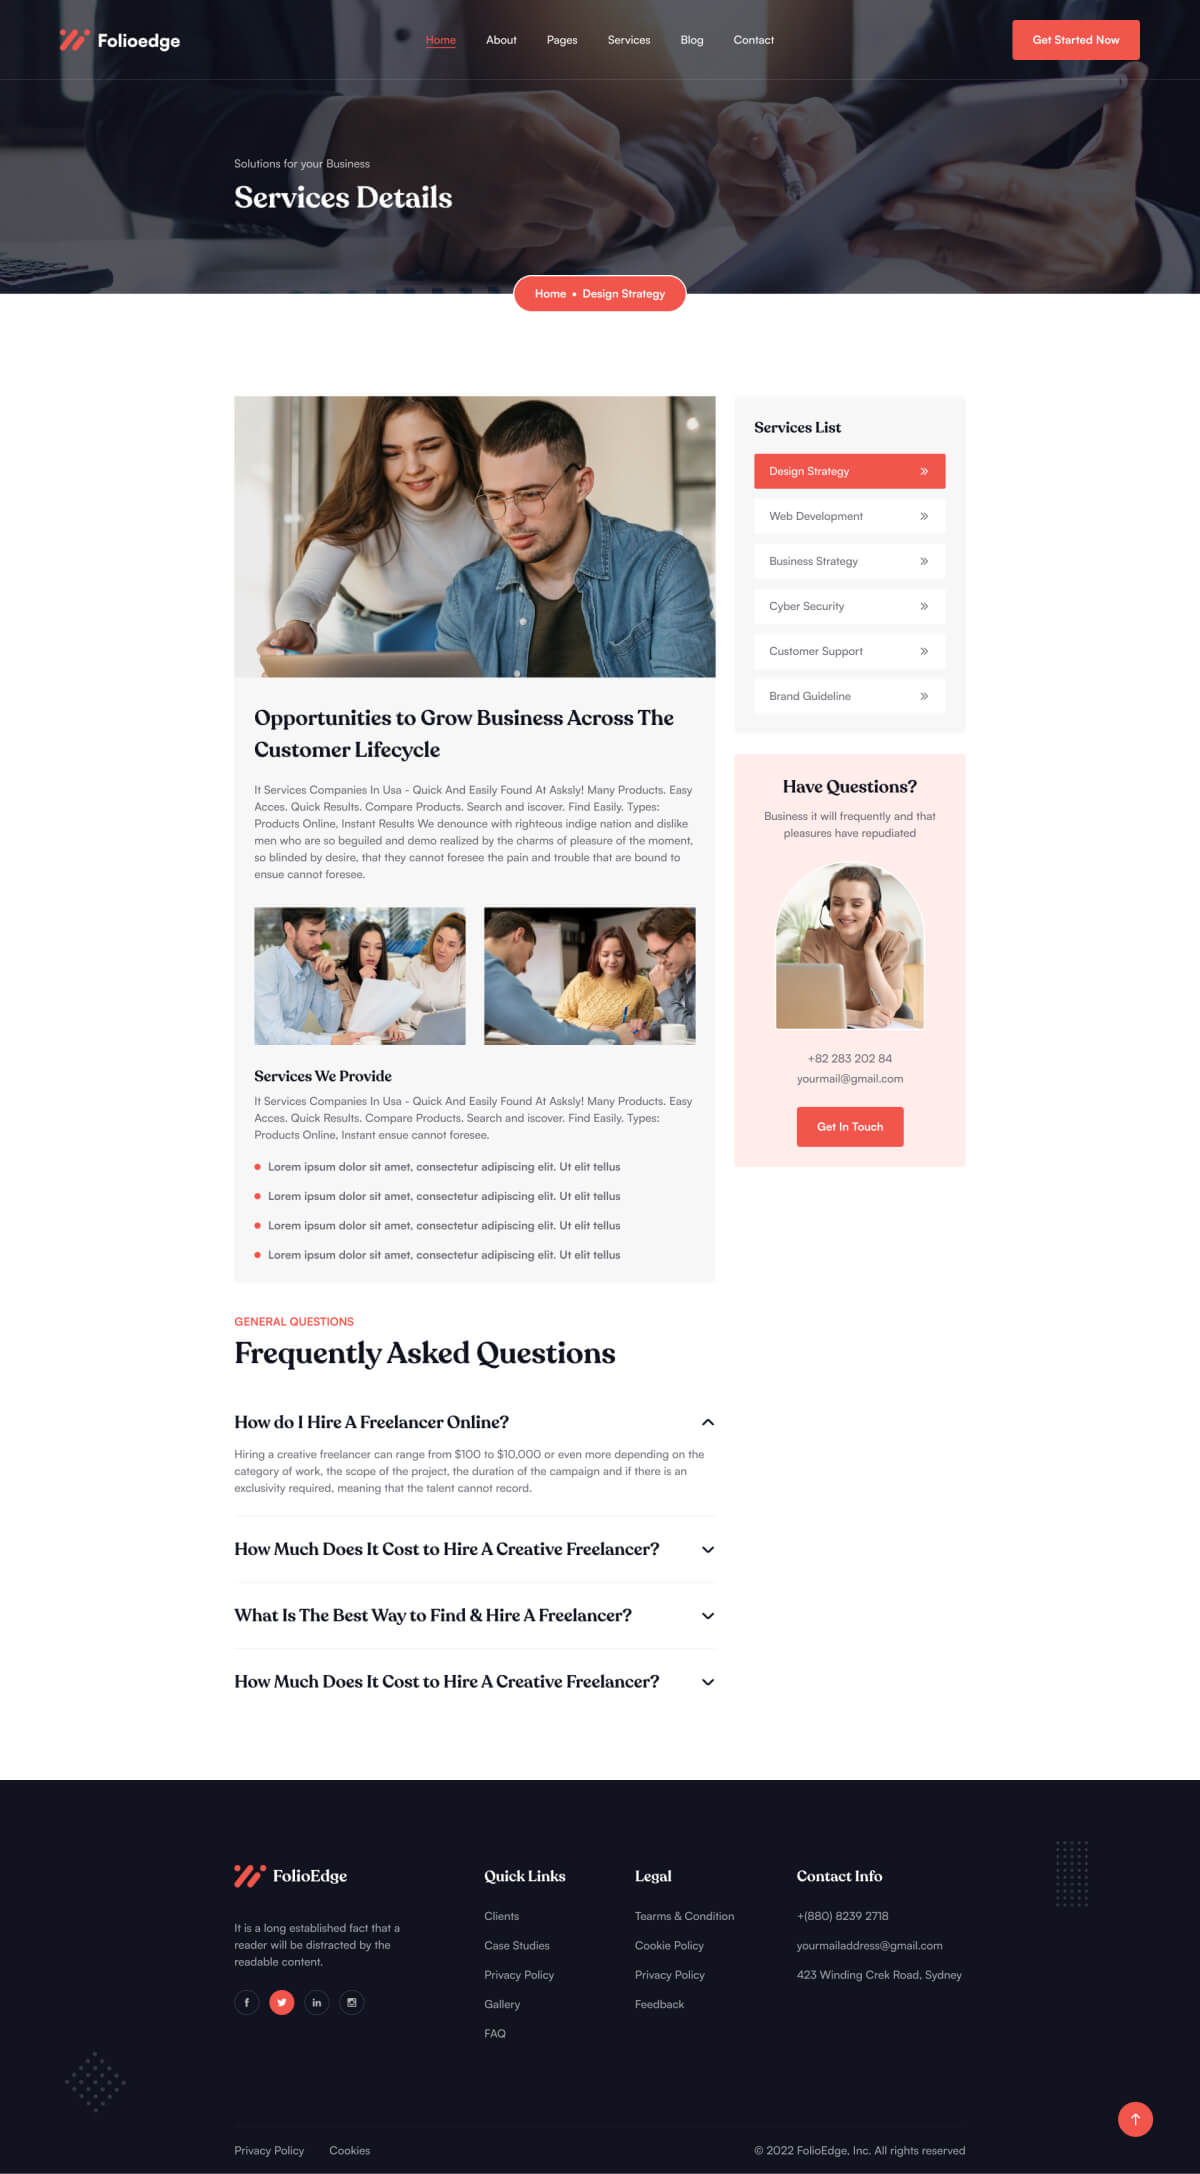 Folioedge
Home About Pages Services Blog Contact
Get Started Now
Solutions for your Business
Services Details
Home • Design Strategy
Opportunities to Grow Business Across The
Customer Lifecycle
It Services Companies In Usa - Quick And Easily Found At Asksly! Many Products. Easy
Acces. Quick Results. Compare Products. Search and iscover. Find Easily. Types:
Products Online, Instant Results We denounce with righteous indige nation and dislike
men who are so beguiled and demo realized by the charms of pleasure of the moment,
so blinded by desire, that they cannot foresee the pain and trouble that are bound to
ensue cannot foresee.
Services We Provide
It Services Companies In Usa - Quick And Easily Found At Asksly! Many Products. Easy
Acces. Quick Results. Compare Products. Search and iscover. Find Easily. Types:
Products Online, Instant ensue cannot foresee.
Lorem ipsum dolor sit amet, consectetur adipiscing elit. Ut elit tellus
Lorem ipsum dolor sit amet, consectetur adipiscing elit. Ut elit tellus
Lorem ipsum dolor sit amet, consectetur adipiscing elit. Ut elit tellus
Lorem ipsum dolor sit amet, consectetur adipiscing elit. Ut elit tellus
Services List
Design Strategy
Web Development
Business Strategy
Cyber Security
Customer Support
Brand Guideline
Have Questions?
Business it will frequently and that
pleasures have repudiated
+82 283 202 84
yourmail@gmail.com
Get In Touch
GENERAL QUESTIONS
Frequently Asked Questions
How do I Hire A Freelancer Online?
Hiring a creative freelancer can range from $100 to $10,000 or even more depending on the
category of work, the scope of the project, the duration of the campaign and if there is an
exclusivity required, meaning that the talent cannot record.
How Much Does It Cost to Hire A Creative Freelancer?
What Is The Best Way to Find & Hire A Freelancer?
How Much Does It Cost to Hire A Creative Freelancer?
FolioEdge
It is a long established fact that a
reader will be distracted by the
readable content.
Quick Links
Clients
Case Studies
Privacy Policy
Gallery
FAQ
Legal
Tearms & Condition
Cookie Policy
Privacy Policy
Feedback
Contact Info
+(880) 8239 2718
yourmailaddress@gmail.com
423 Winding Crek Road, Sydney
Privacy Policy Cookies
© 2022 FolioEdge, Inc. All rights reserved